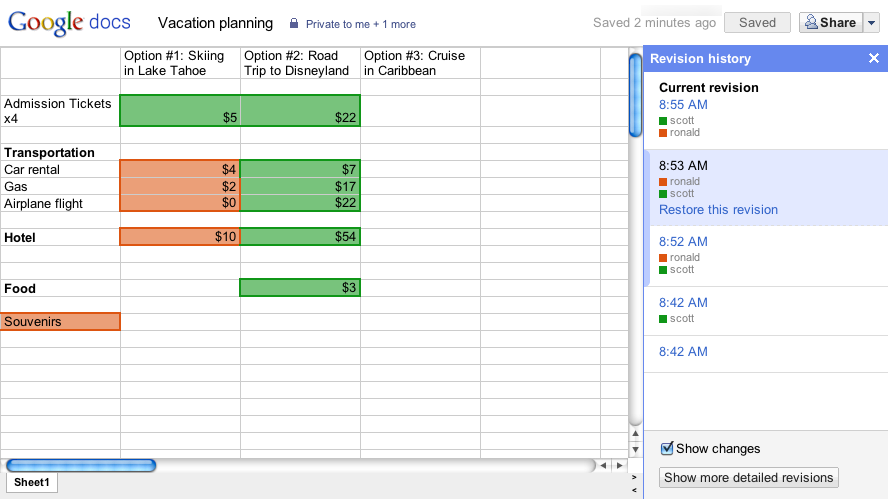 Google docs
Vacation planning
Private to me + 1 more
Saved 2 minutes ago
Saved
Share
Option #1: Skiing in Lake Tahoe
Option #2: Road Trip to Disneyland
Option #3: Cruise in Caribbean
Admission Tickets x4 $5 $22
Transportation
Car rental $4 $7
Gas $2 $17
Airplane flight $0 $22
Hotel $10 $54
Food $3
Souvenirs
Sheet1
Revision history
Current revision
8:55 AM
scott
ronald
8:53 AM
ronald
scott
Restore this revision
8:52 AM
ronald
scott
8:42 AM
scott
8:42 AM
Show changes
Show more detailed revisions